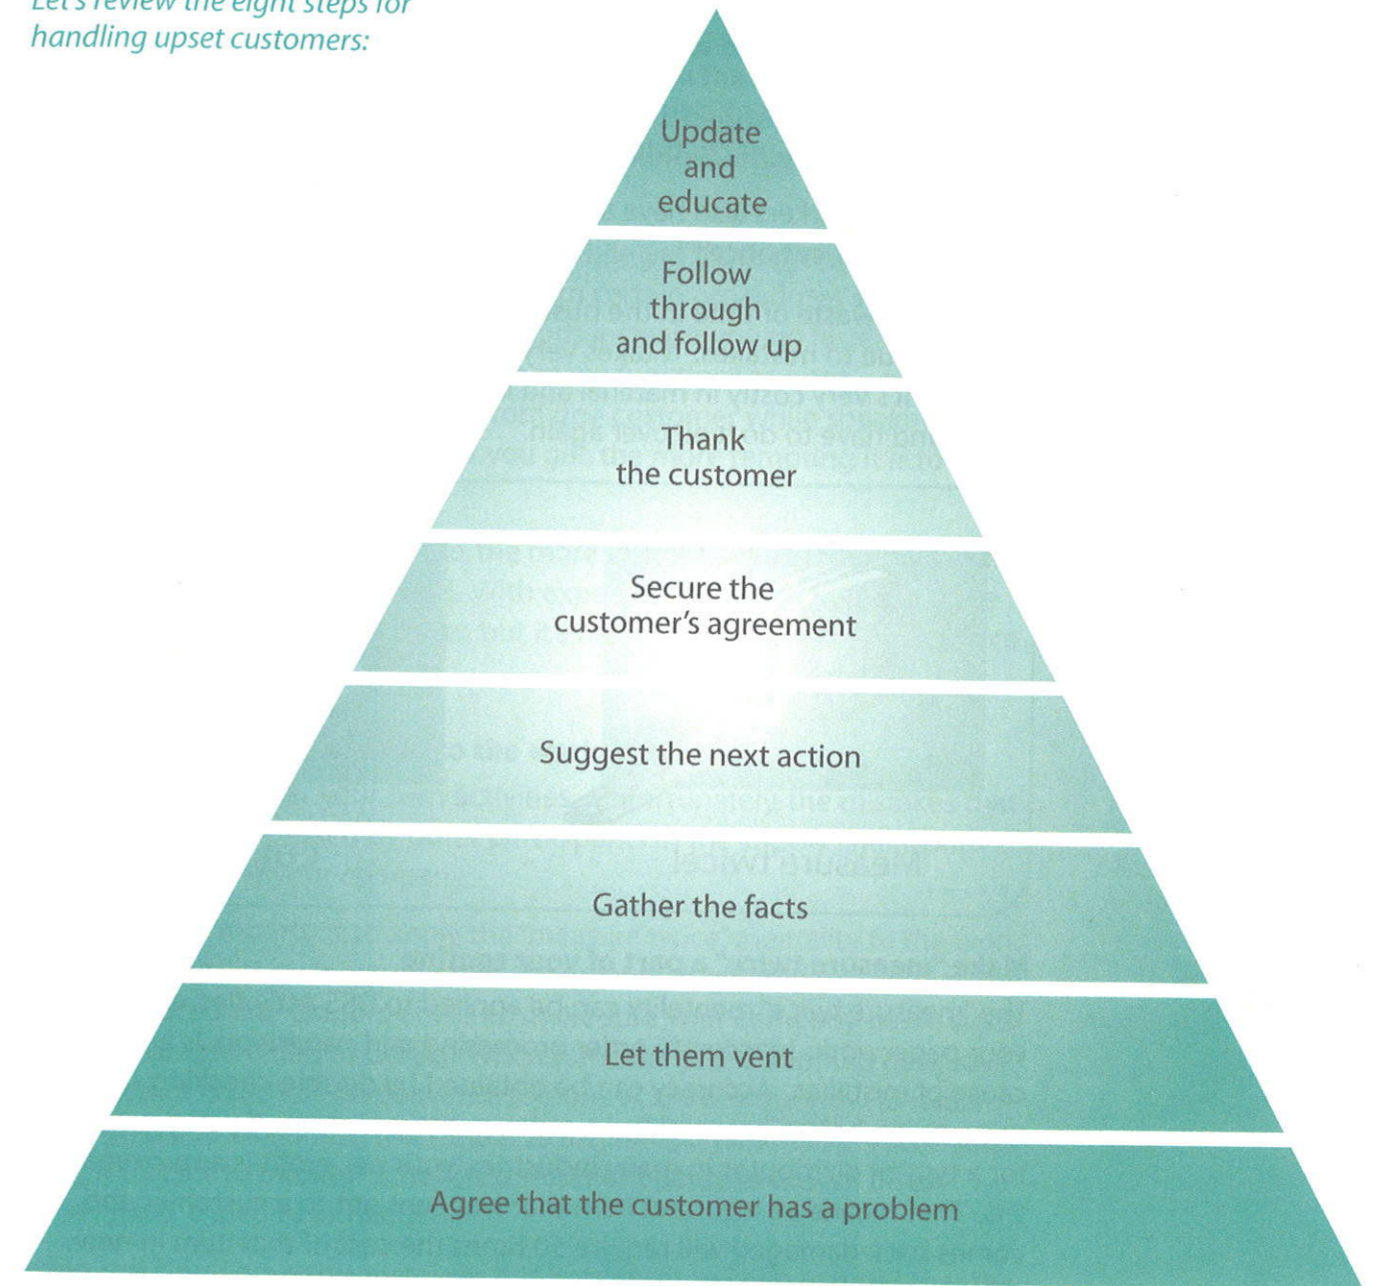 Let's review the eight steps for
handling upset customers:
Update
and
educate
Follow
through
and follow up
Thank
the customer
Secure the
customer's agreement
Suggest the next action
Gather the facts
Let them vent
Agree that the customer has a problem